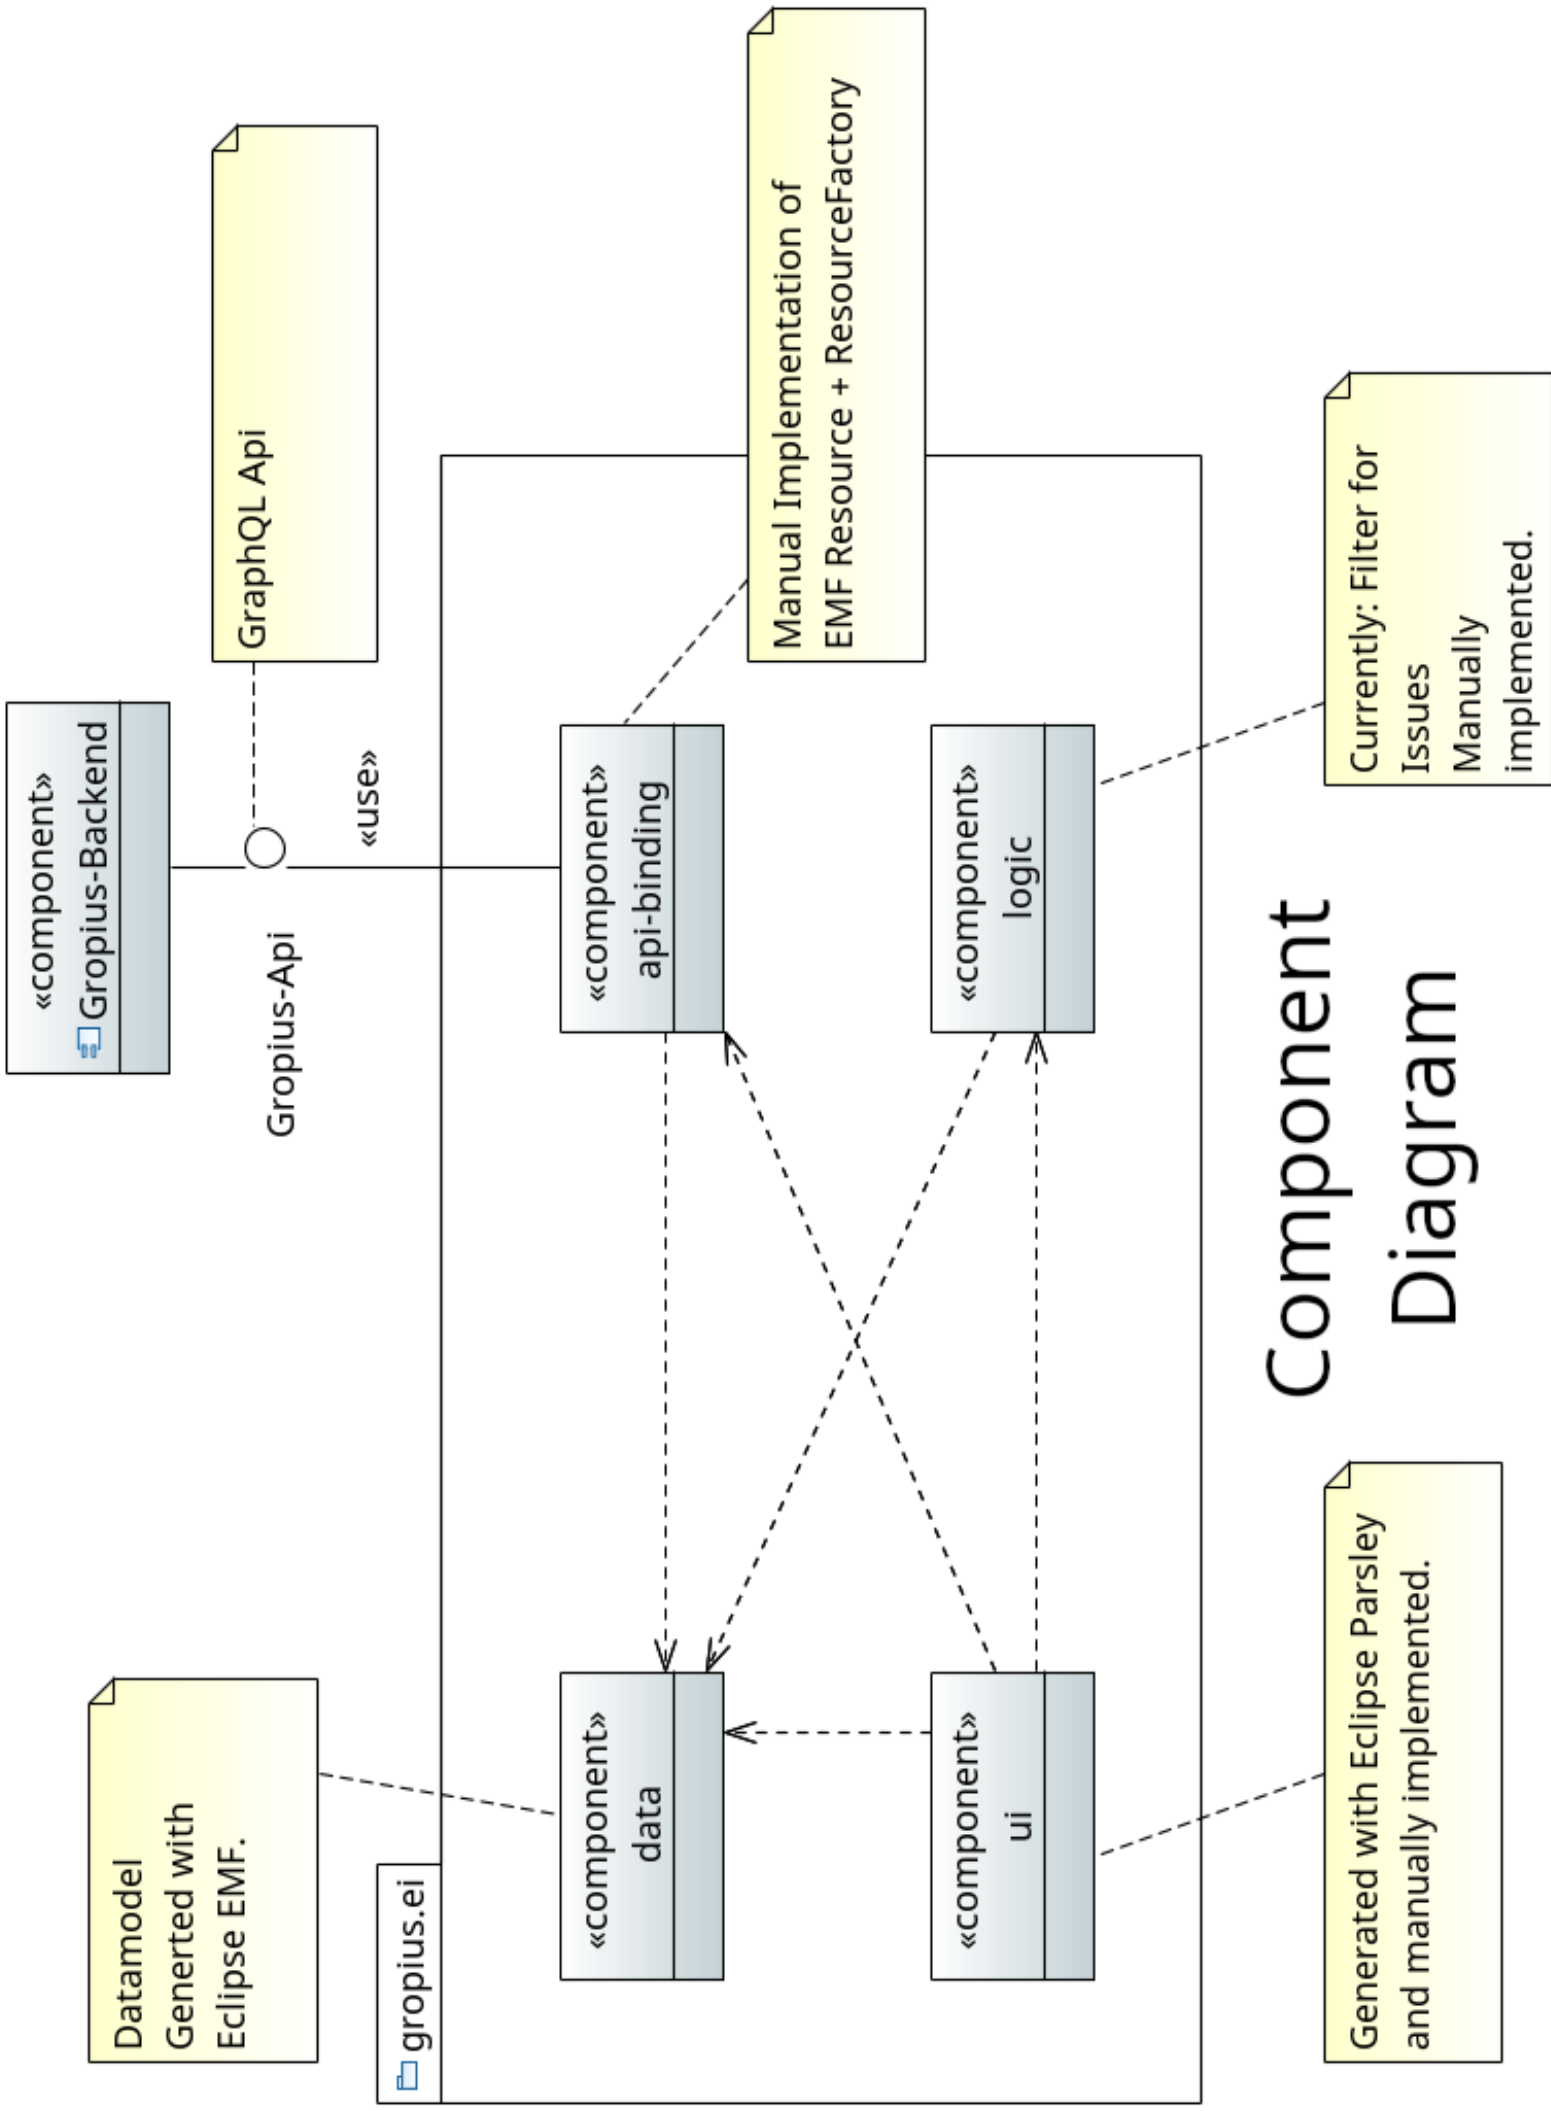 Datamodel
Generted with
Eclipse EMF.
«component»
Gropius-Backend
GraphQL Api
Gropius-Api
«use»
gropius.ei
«component»
data
«component»
api-binding
Manual Implementation of
EMF Resource + ResourceFactory
«component»
ui
«component»
logic
Generated with Eclipse Parsley
and manually implemented.
Component
Diagram
Currently: Filter for
Issues
Manually
implemented.